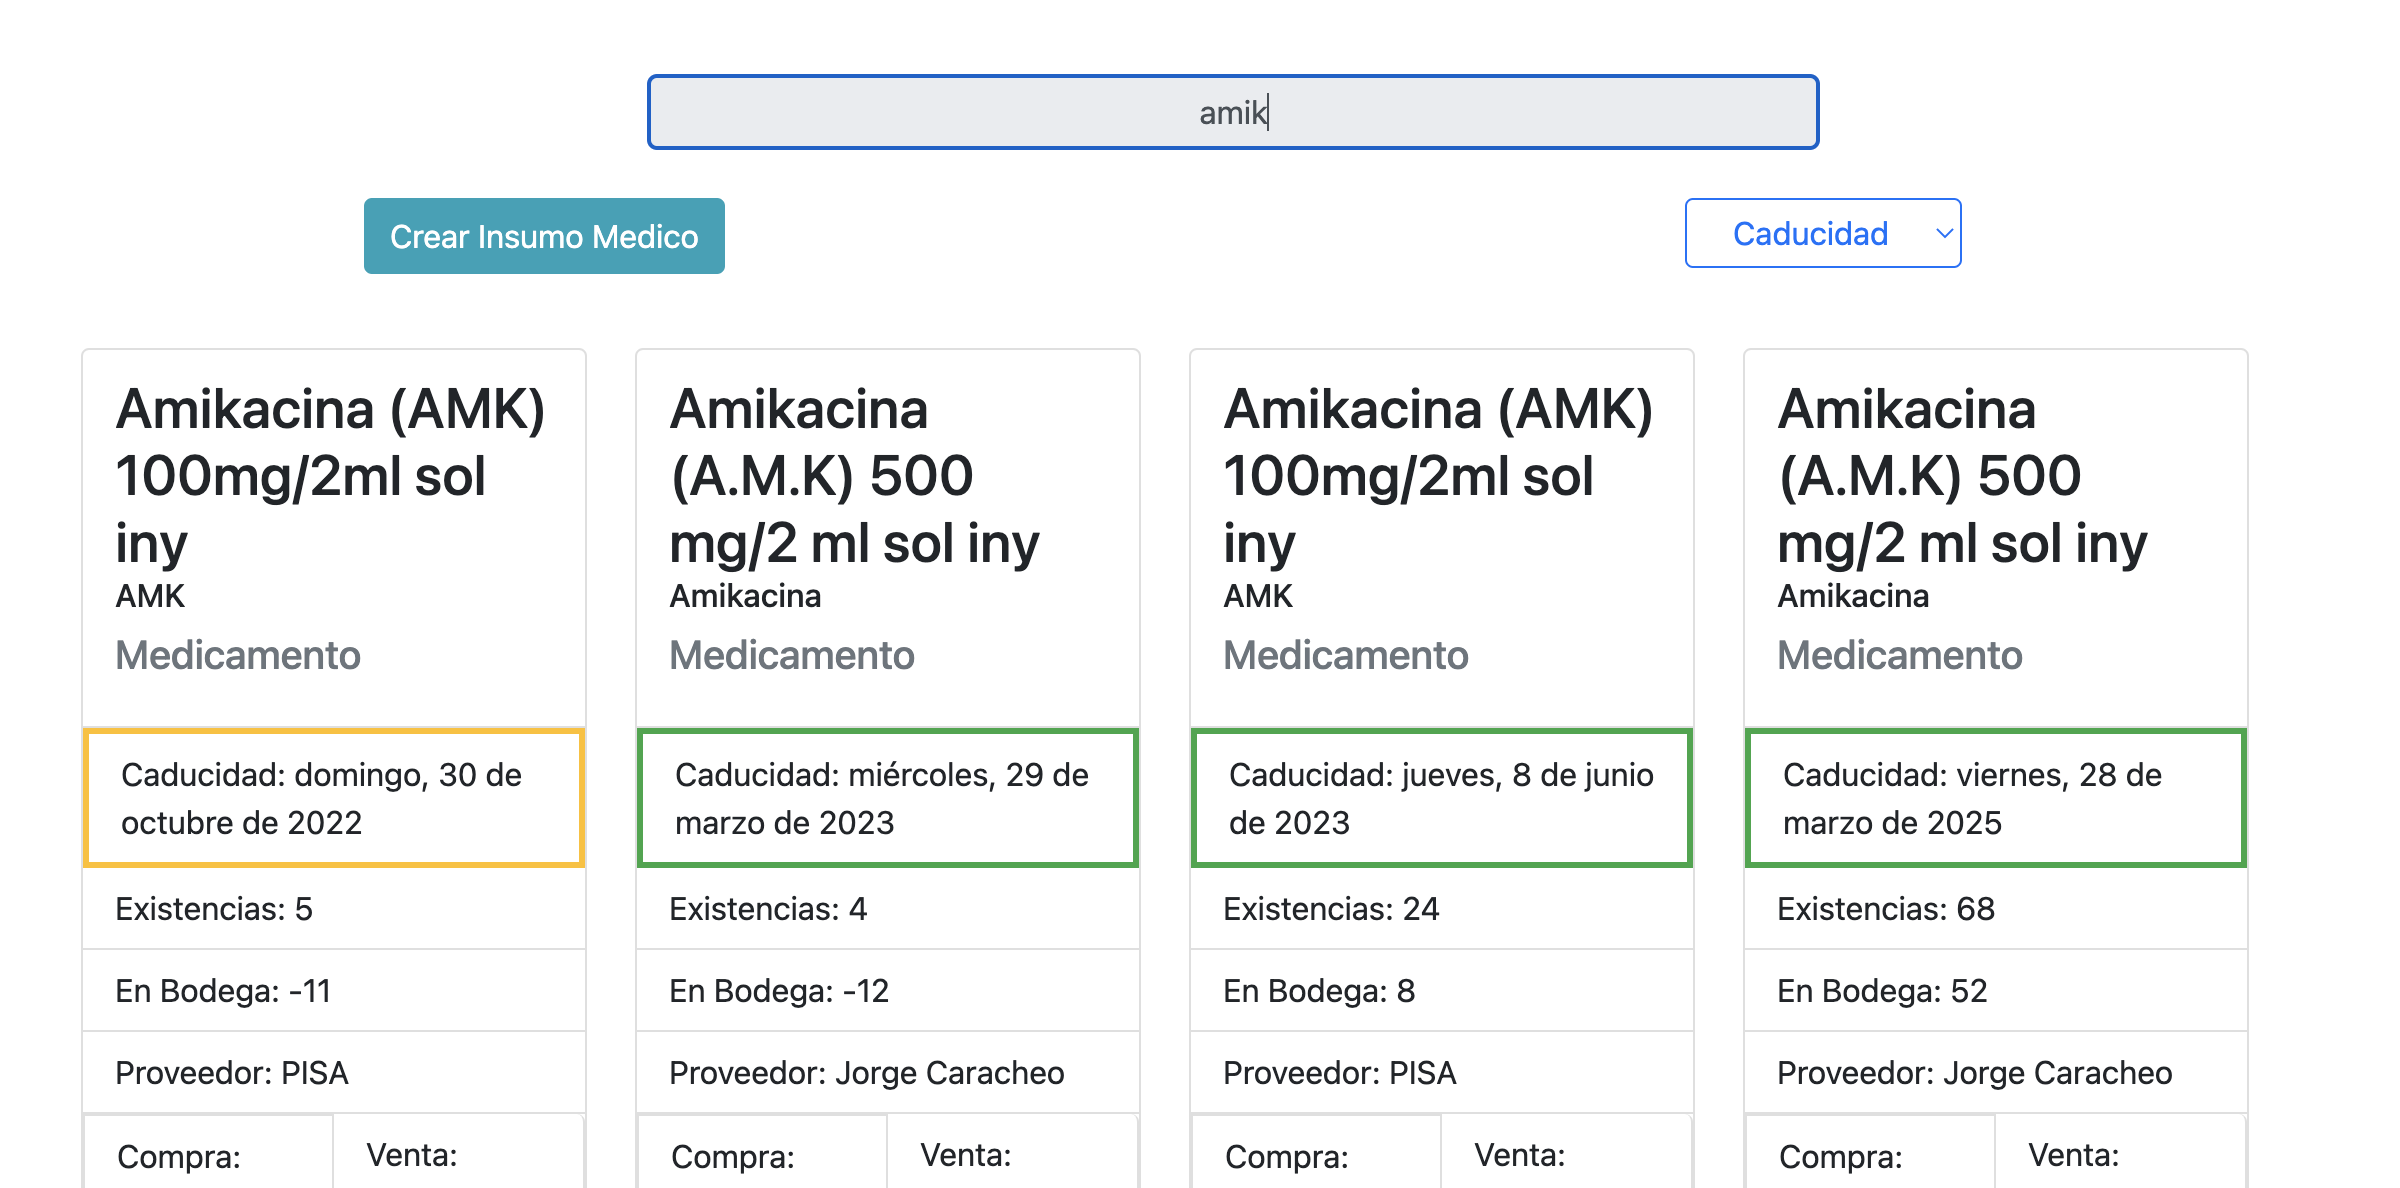 amik
Crear Insumo Medico
Caducidad
Amikacina (AMK)
100mg/2ml sol
iny
AMK
Medicamento
Caducidad: domingo, 30 de
octubre de 2022
Existencias: 5
En Bodega: -11
Proveedor: PISA
Compra:
Venta:
Amikacina
(A.M.K) 500
mg/2 ml sol iny
Amikacina
Medicamento
Caducidad: miércoles, 29 de
marzo de 2023
Existencias: 4
En Bodega: -12
Proveedor: Jorge Caracheo
Compra:
Venta:
Amikacina (AMK)
100mg/2ml sol
iny
AMK
Medicamento
Caducidad: jueves, 8 de junio
de 2023
Existencias: 24
En Bodega: 8
Proveedor: PISA
Compra:
Venta:
Amikacina
(A.M.K) 500
mg/2 ml sol iny
Amikacina
Medicamento
Caducidad: viernes, 28 de
marzo de 2025
Existencias: 68
En Bodega: 52
Proveedor: Jorge Caracheo
Compra:
Venta: